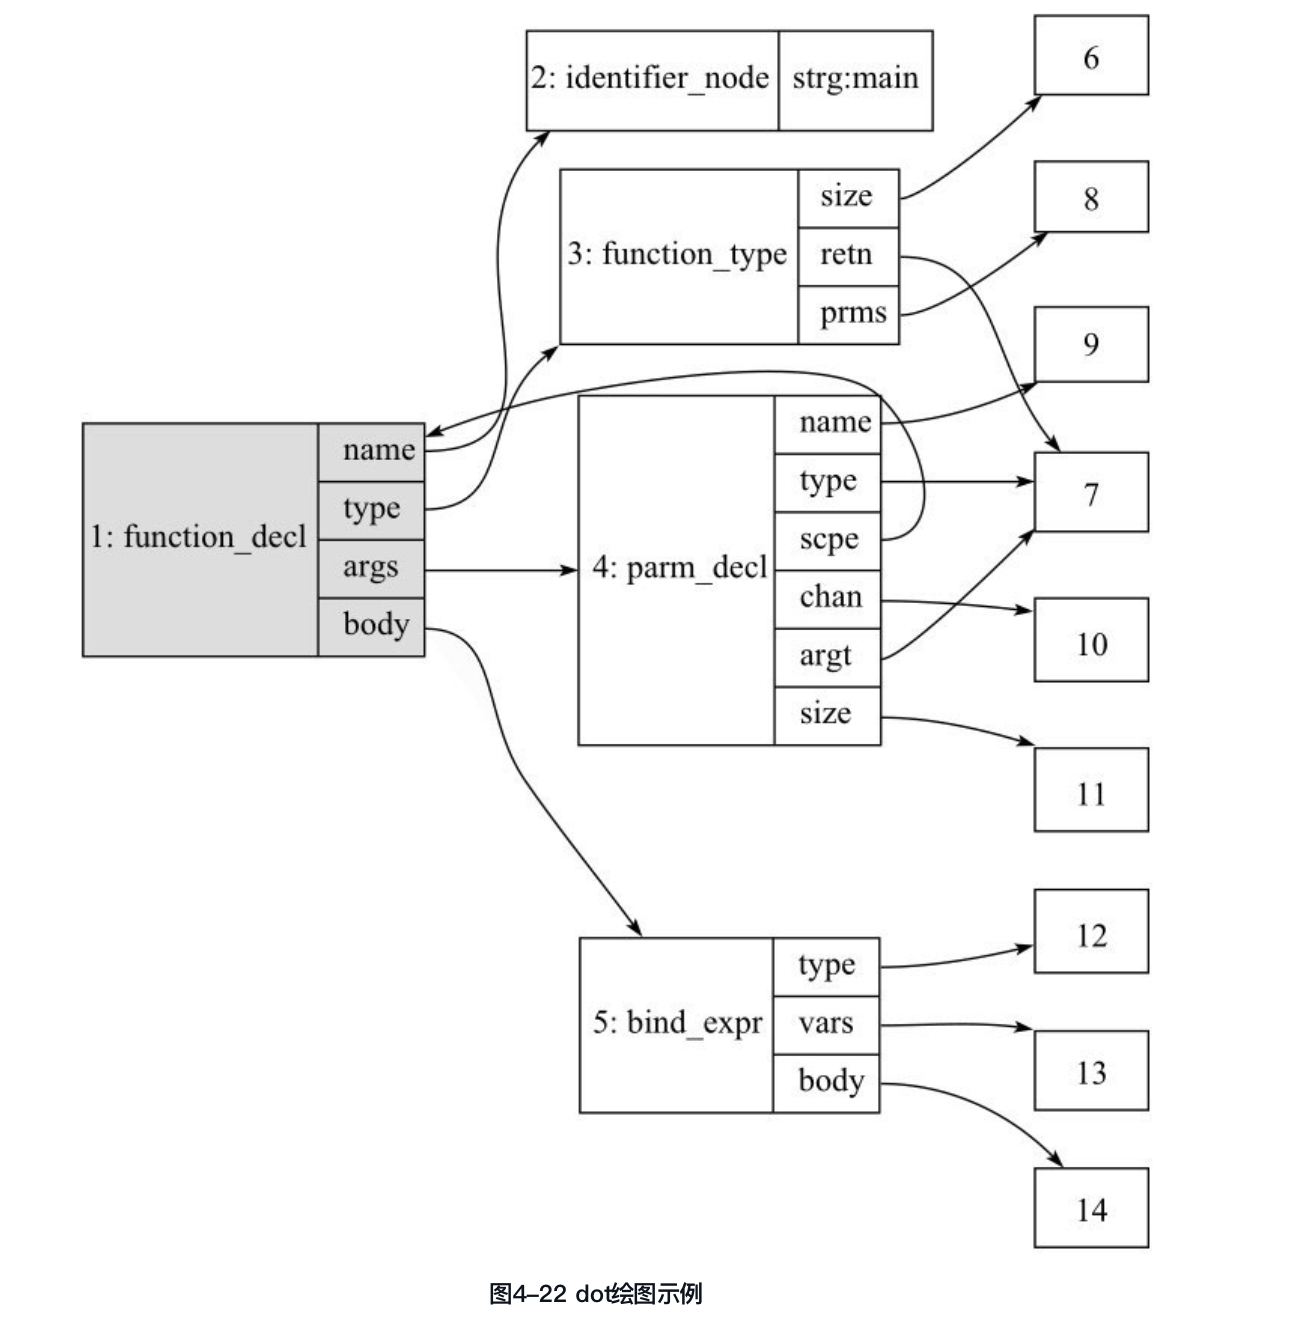 1: function_decl
name
type
args
body
2: identifier_node
strg:main
3: function_type
size
retn
prms
4: parm_decl
name
type
scpe
chan
argt
size
5: bind_expr
type
vars
body
6
8
9
7
10
11
12
13
14
图4–22 dot绘图示例